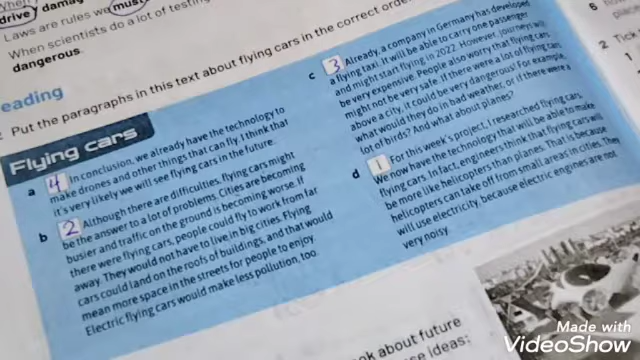 When
drive
damag
Laws are rules we must
When scientists do a lot of testing
dangerous.
eading
Put the paragraphs in this text about flying cars in the correct order
Flying cars
a 4 In conclusion, we already have the technology to
make drones and other things that can fly. I think that
it's very likely we will see flying cars in the future.
b 2 Although there are difficulties, flying cars might
be the answer to a lot of problems. Cities are becoming
busier and traffic on the ground is becoming worse. If
there were flying cars, people could fly to work from far
away. They would not have to live in big cities. Flying
cars could land on the roofs of buildings, and that would
mean more space in the streets for people to enjoy.
Electric flying cars would make less pollution, too.
c 3 Already, a company in Germany has developed
a flying taxi. It will be able to carry one passenger
and might start flying in 2022. However, journeys will
be very expensive. People also worry that flying cars
might not be very safe. If there were a lot of flying cars
above a city, it could be very dangerous! For example,
what would they do in bad weather, or if there were a
lot of birds? And what about planes?
d 1 For this week's project, I researched flying cars.
We now have the technology that will be able to make
flying cars. In fact, engineers think that flying cars will
be more like helicopters than planes. That is because
helicopters can take off from small areas in cities. They
will use electricity, because electric engines are not
very noisy.
6
2 Tick
1
ok about future
ideas:
Made with
VideoShow